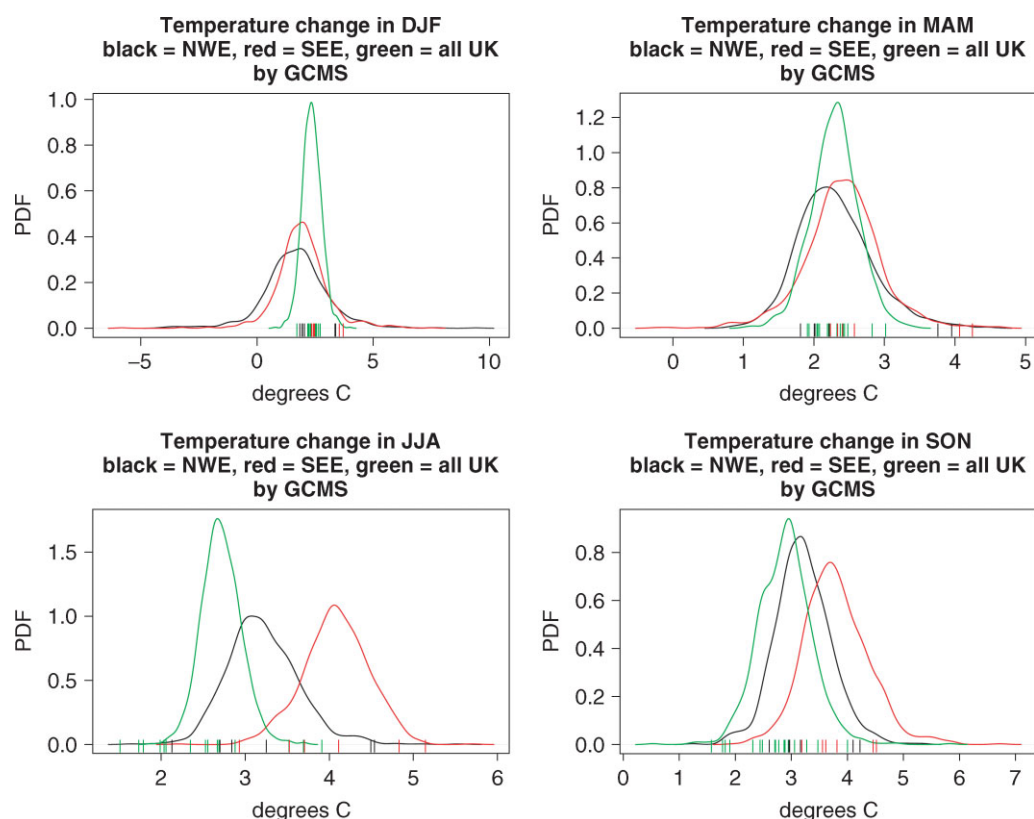 Temperature change in DJF
black = NWE, red = SEE, green = all UK
by GCMS
1.0
0.8
0.6
0.4
0.2
0.0
PDF
−5
0
5
10
degrees C
Temperature change in MAM
black = NWE, red = SEE, green = all UK
by GCMS
1.2
1.0
0.8
0.6
0.4
0.2
0.0
PDF
0
1
2
3
4
5
degrees C
Temperature change in JJA
black = NWE, red = SEE, green = all UK
by GCMS
1.5
1.0
0.5
0.0
PDF
2
3
4
5
6
degrees C
Temperature change in SON
black = NWE, red = SEE, green = all UK
by GCMS
0.8
0.6
0.4
0.2
0.0
PDF
0
1
2
3
4
5
6
7
degrees C